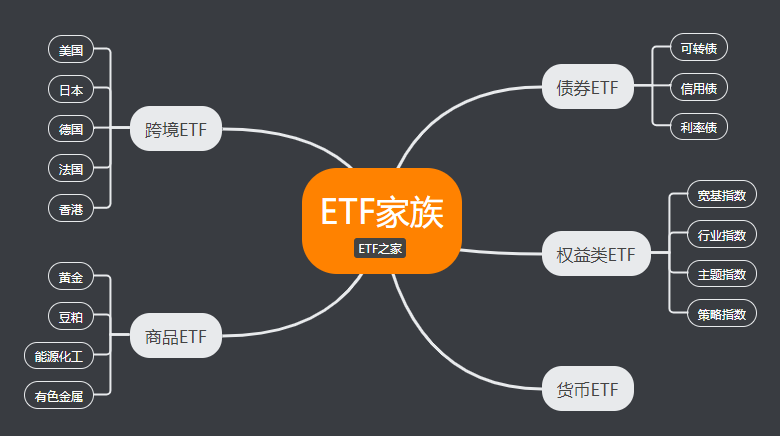 ETF家族
ETF之家
跨境ETF
美国
日本
德国
法国
香港
商品ETF
黄金
豆粕
能源化工
有色金属
债券ETF
可转债
信用债
利率债
权益类ETF
宽基指数
行业指数
主题指数
策略指数
货币ETF